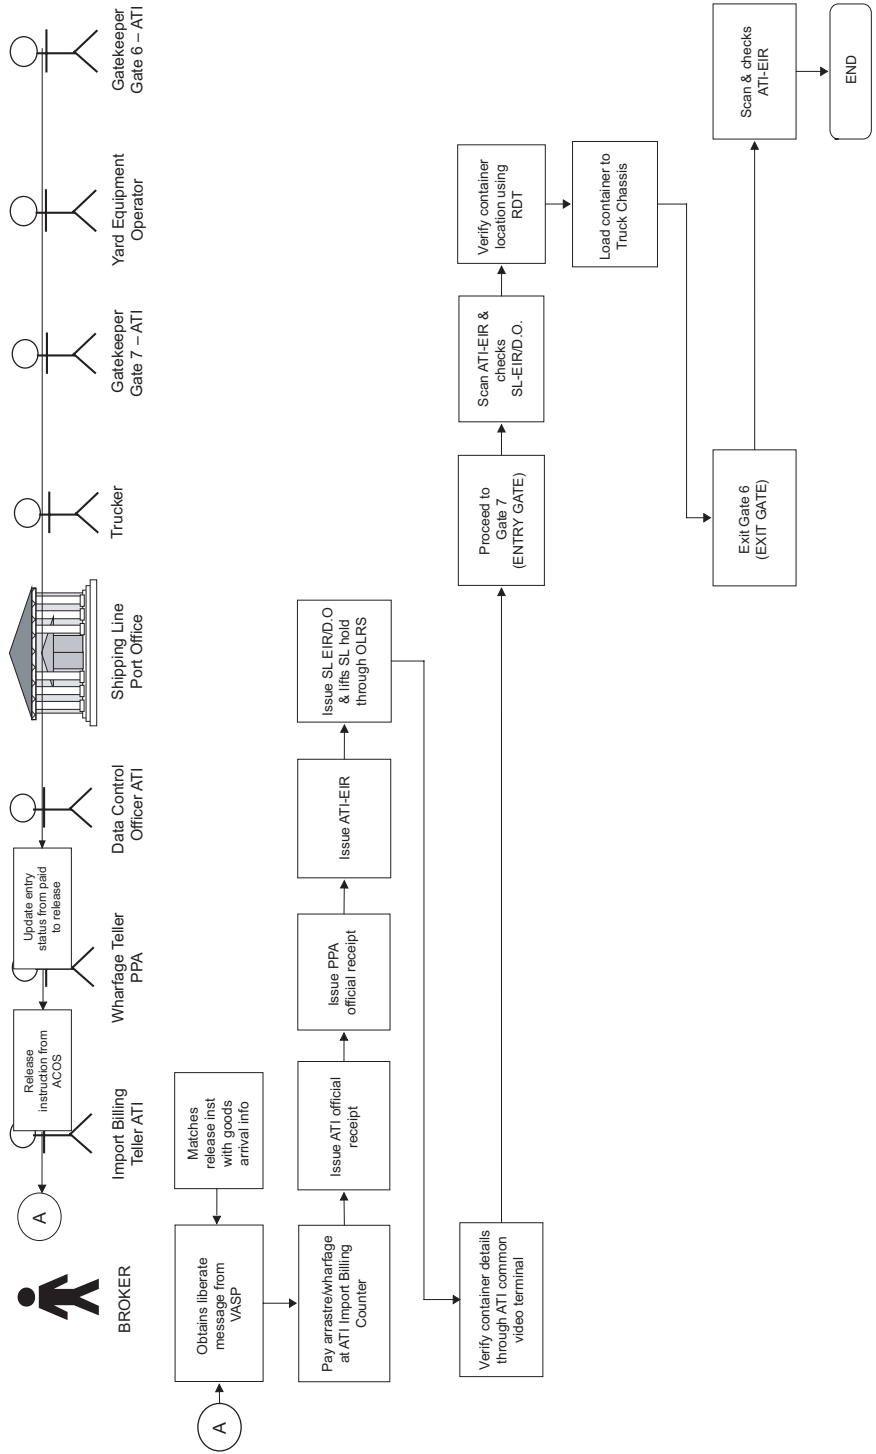 BROKER
A
Import Billing
Teller ATI
Release
instruction from
ACOS
Wharfage Teller
PPA
Update entry
status from paid
to release
Data Control
Officer ATI
Shipping Line
Port Office
Trucker
Gatekeeper
Gate 7 – ATI
Yard Equipment
Operator
Gatekeeper
Gate 6 – ATI
A
Obtains liberate
message from
VASP
Matches
release inst
with goods
arrival info
Pay arrastre/wharfage
at ATI Import Billing
Counter
Issue ATI official
receipt
Issue PPA
official receipt
Issue ATI-EIR
Issue SL EIR/D.O
& lifts SL hold
through OLRS
Verify container details
through ATI common
video terminal
Proceed to
Gate 7
(ENTRY GATE)
Scan ATI-EIR &
checks
SL-EIR/D.O.
Verify container
location using
RDT
Load container to
Truck Chassis
Exit Gate 6
(EXIT GATE)
Scan & checks
ATI-EIR
END